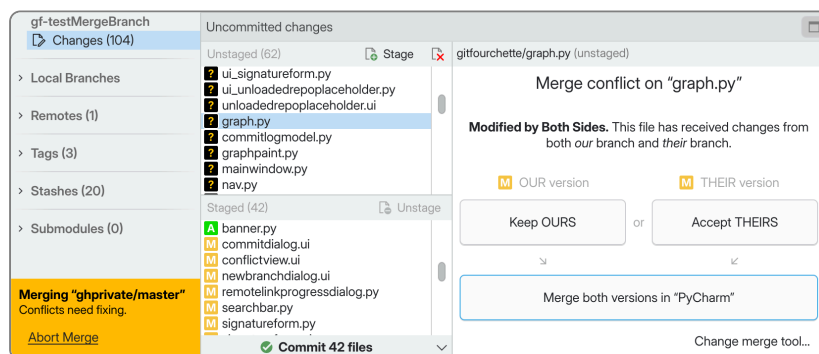 gf-testMergeBranch
Changes (104)
Local Branches
Remotes (1)
Tags (3)
Stashes (20)
Submodules (0)
Merging “ghprivate/master”
Conflicts need fixing.
Abort Merge
Uncommitted changes
Unstaged (62) Stage
? ui_signatureform.py
? ui_unloadedrepoplaceholder.py
? unloadedrepoplaceholder.ui
? graph.py
? commitlogmodel.py
? graphpaint.py
? mainwindow.py
? nav.py
Staged (42) Unstage
A banner.py
M commitdialog.ui
M conflictview.ui
M newbranchdialog.ui
M remotelinkprogressdialog.py
M searchbar.py
M signatureform.py
Commit 42 files
gitfourchette/graph.py (unstaged)
Merge conflict on “graph.py”
Modified by Both Sides. This file has received changes from
both our branch and their branch.
M OUR version M THEIR version
Keep OURS or Accept THEIRS
Merge both versions in “PyCharm”
Change merge tool...